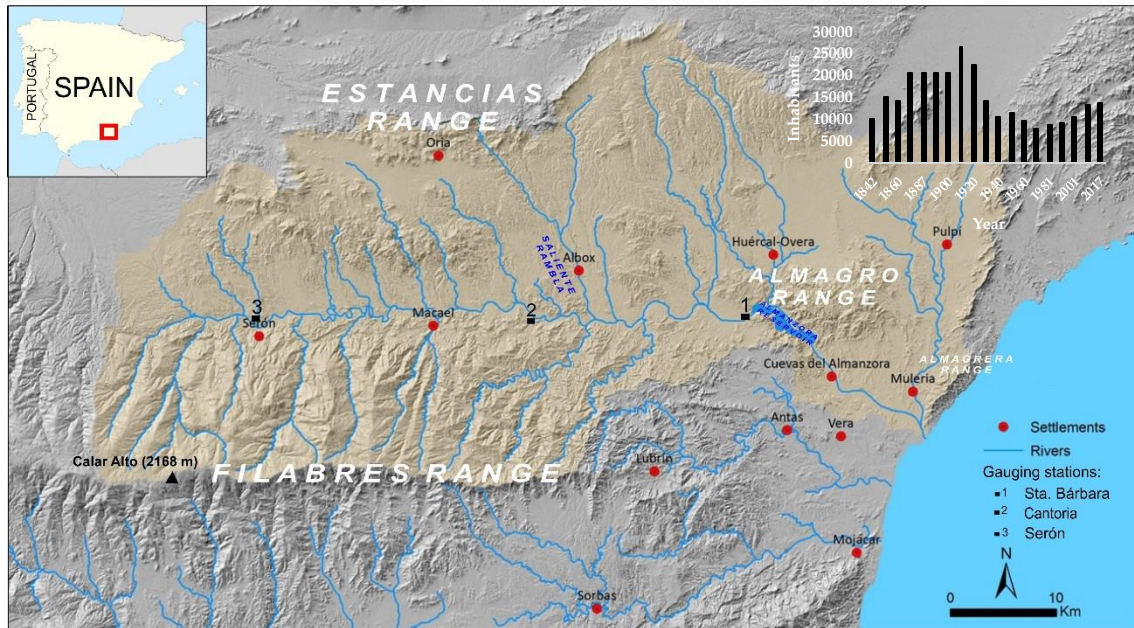 PORTUGAL
SPAIN
ESTANCIAS
RANGE
Oria
SALIENTE
RAMBLA
Albox
Huércal-Overa
Pulpí
ALMAGRO
RANGE
3
Serón
Macael
2
1
ALMANZORA
RESERVOIR
Cuevas del Almanzora
ALMAGRERA
RANGE
Mulería
Antas
Vera
Lubrín
Calar Alto (2168 m)
FILABRES RANGE
Mojácar
Sorbas
Inhabitants
30000
25000
20000
15000
10000
5000
0
1842
1860
1887
1900
1920
1940
1960
1981
2001
2017
Year
Settlements
Rivers
Gauging stations:
1 Sta. Bárbara
2 Cantoria
3 Serón
N
0 10
Km